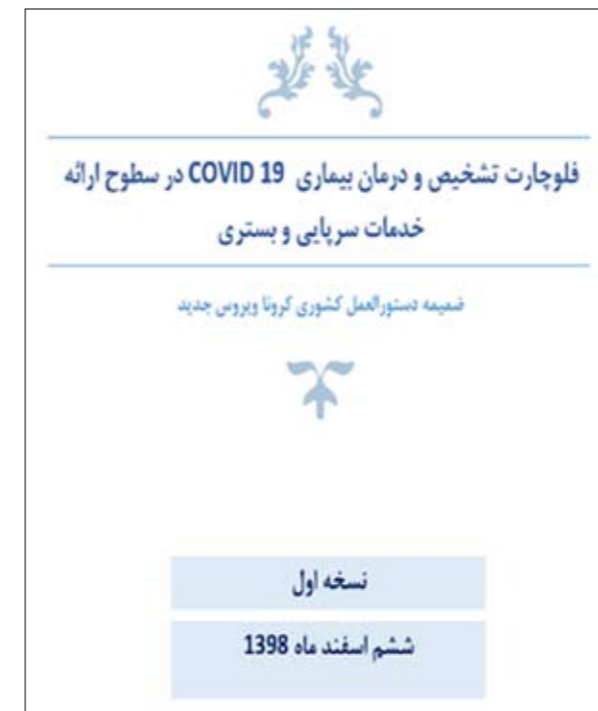 فلوچارت تشخیص و درمان بیماری COVID 19 در سطوح ارائه
خدمات سرپایی و بستری
ضمیمه دستورالعمل کشوری کرونا ویروس جدید
نسخه اول
ششم اسفند ماه 1398